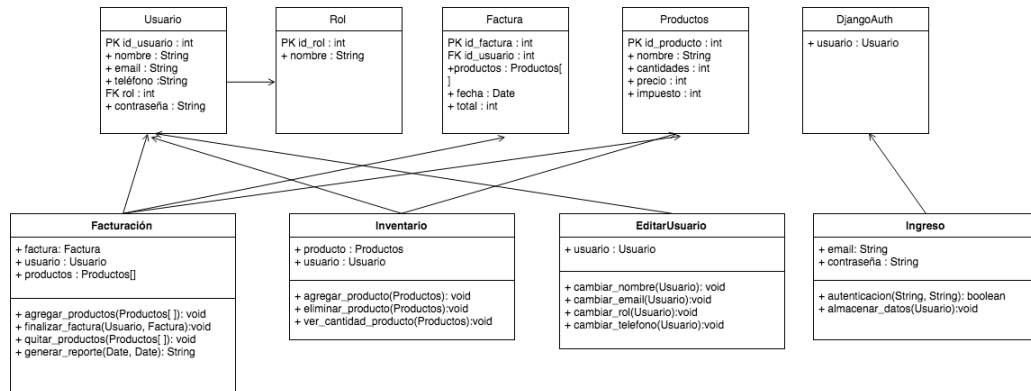 Usuario
PK id_usuario : int
+ nombre : String
+ email : String
+ teléfono :String
FK rol : int
+ contraseña : String
Rol
PK id_rol : int
+ nombre : String
Factura
PK id_factura : int
FK id_usuario : int
+productos : Productos[
]
+ fecha : Date
+ total : int
Productos
PK id_producto : int
+ nombre : String
+ cantidades : int
+ precio : int
+ impuesto : int
DjangoAuth
+ usuario : Usuario
Facturación
+ factura: Factura
+ usuario : Usuario
+ productos : Productos[]
+ agregar_productos(Productos[ ]): void
+ finalizar_factura(Usuario, Factura):void
+ quitar_productos(Productos[ ]): void
+ generar_reporte(Date, Date): String
Inventario
+ producto : Productos
+ usuario : Usuario
+ agregar_producto(Productos): void
+ eliminar_producto(Productos):void
+ ver_cantidad_producto(Productos):void
EditarUsuario
+ usuario : Usuario
+ cambiar_nombre(Usuario): void
+ cambiar_email(Usuario):void
+ cambiar_rol(Usuario):void
+ cambiar_telefono(Usuario):void
Ingreso
+ email: String
+ contraseña : String
+ autenticacion(String, String): boolean
+ almacenar_datos(Usuario):void